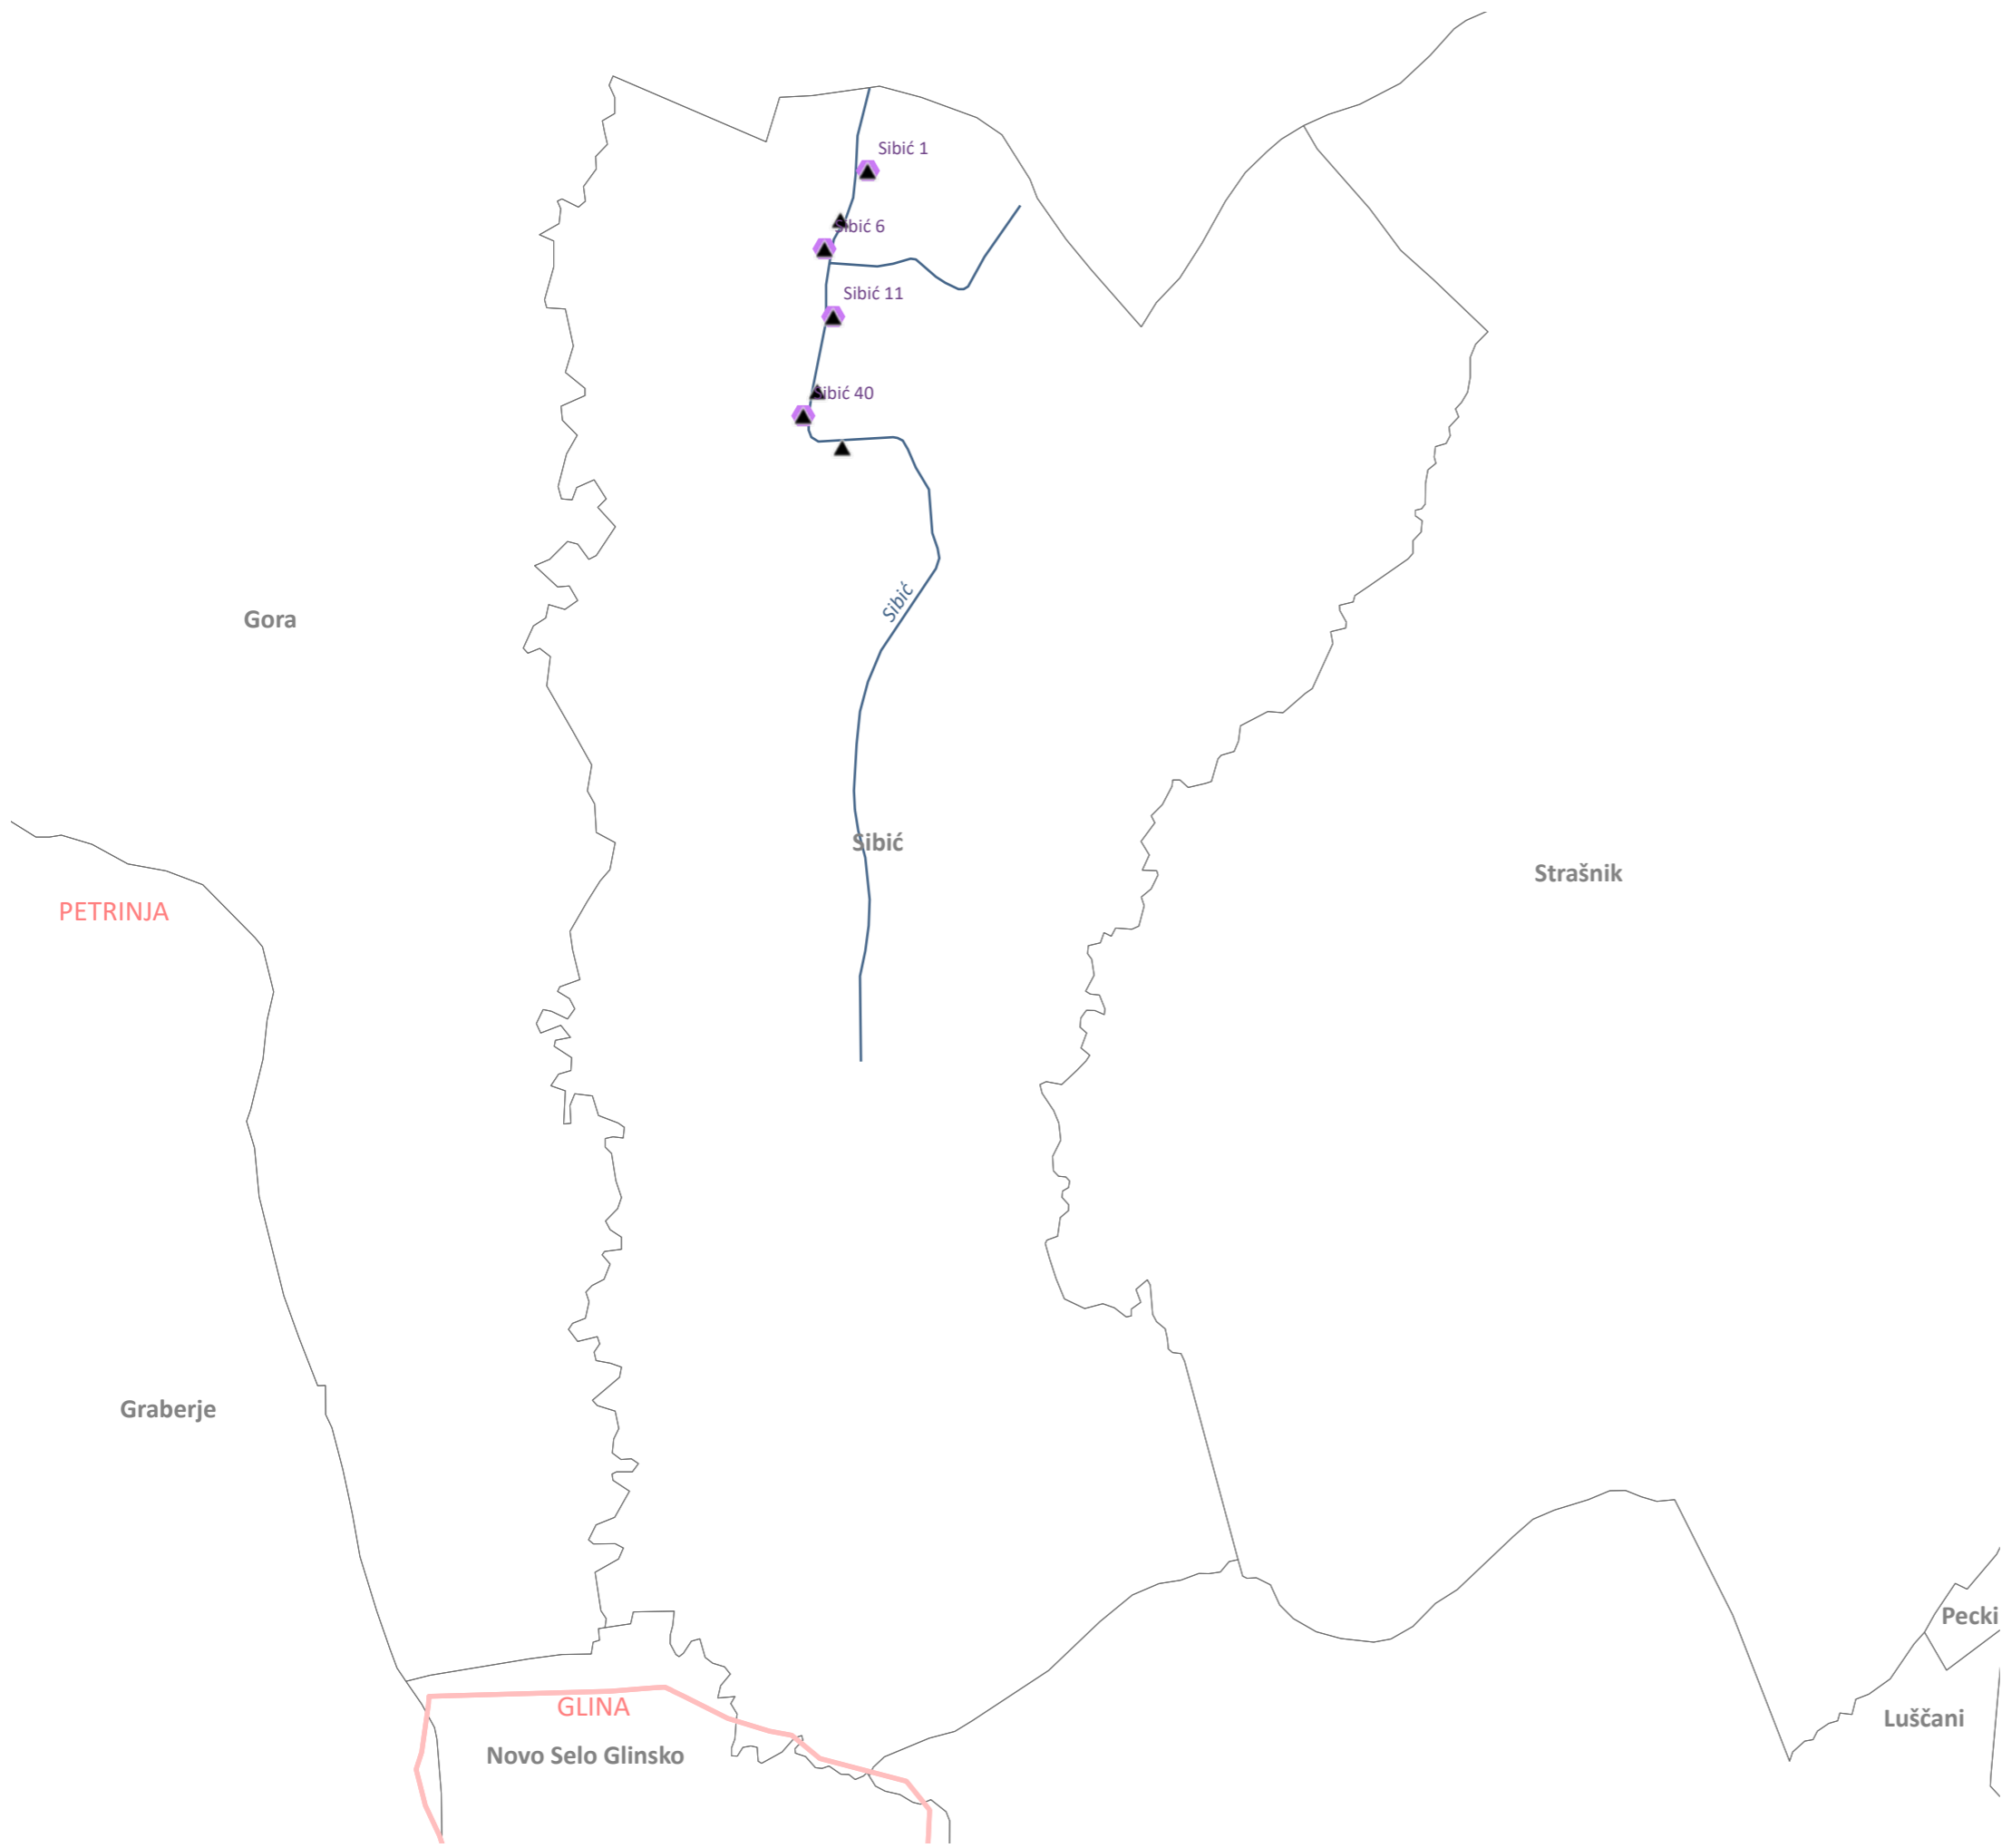 Sibić 1
Sibić 6
Sibić 11
Sibić 40
Sibić
Gora
Sibić
Strašnik
PETRINJA
Graberje
Pecki
GLINA
Luščani
Novo Selo Glinsko